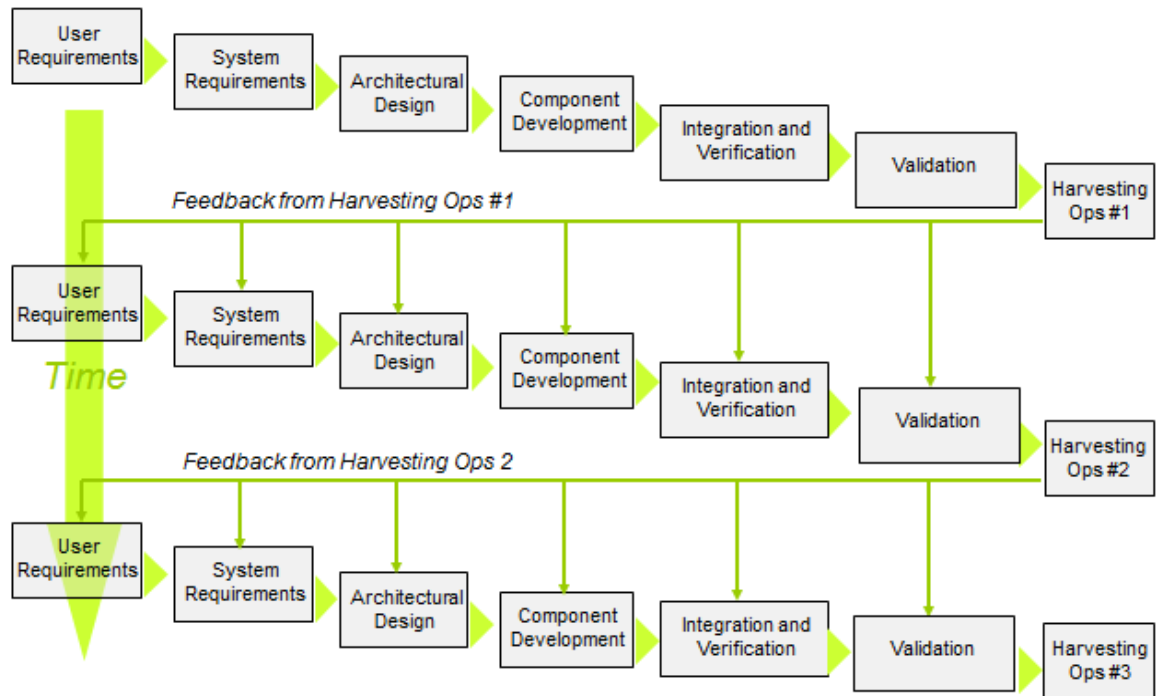 User
Requirements
System
Requirements
Architectural
Design
Component
Development
Integration and
Verification
Validation
Harvesting
Ops #1
Feedback from Harvesting Ops #1
User
Requirements
System
Requirements
Architectural
Design
Component
Development
Integration and
Verification
Validation
Harvesting
Ops #2
Time
Feedback from Harvesting Ops 2
User
Requirements
System
Requirements
Architectural
Design
Component
Development
Integration and
Verification
Validation
Harvesting
Ops #3